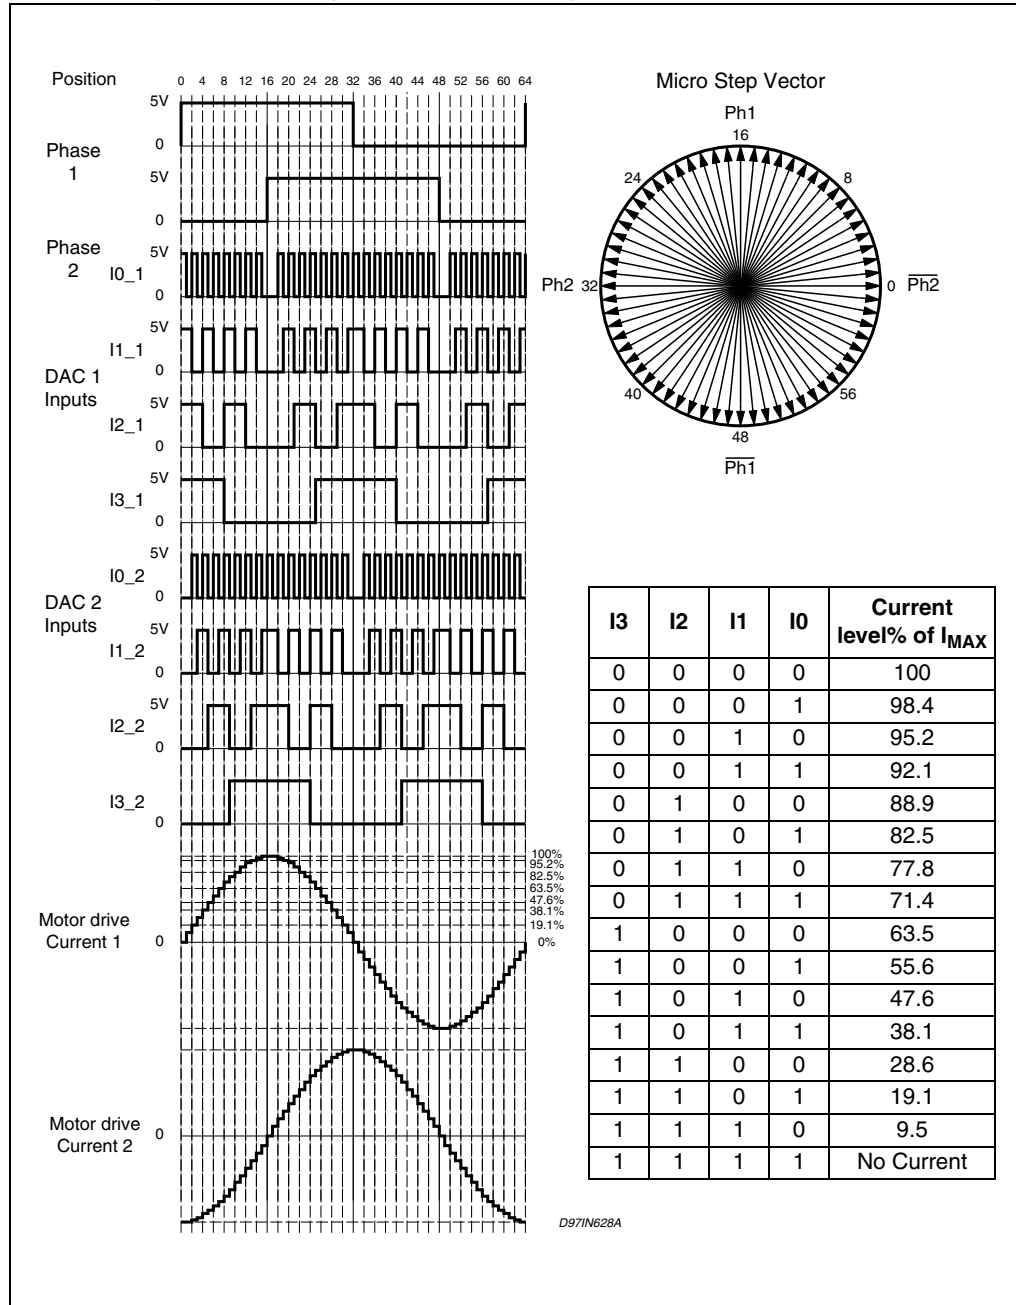 Position
0 4 8 12 16 20 24 28 32 36 40 44 48 52 56 60 64
5V
0
Phase
1
5V
0
Phase
2
I0_1
5V
0
I1_1
5V
0
DAC 1
Inputs
I2_1
5V
0
I3_1
5V
0
I0_2
5V
0
DAC 2
Inputs
I1_2
5V
0
I2_2
5V
0
I3_2
0
Motor drive
Current 1
0
100%
95.2%
82.5%
63.5%
47.6%
38.1%
19.1%
0%
Motor drive
Current 2
0
Micro Step Vector
Ph1
16
24
8
Ph2 32
0 Ph2
40
56
48
Ph1
I3 I2 I1 I0 Current
level% of IMAX
0 0 0 0 100
0 0 0 1 98.4
0 0 1 0 95.2
0 0 1 1 92.1
0 1 0 0 88.9
0 1 0 1 82.5
0 1 1 0 77.8
0 1 1 1 71.4
1 0 0 0 63.5
1 0 0 1 55.6
1 0 1 0 47.6
1 0 1 1 38.1
1 1 0 0 28.6
1 1 0 1 19.1
1 1 1 0 9.5
1 1 1 1 No Current
D97IN628A